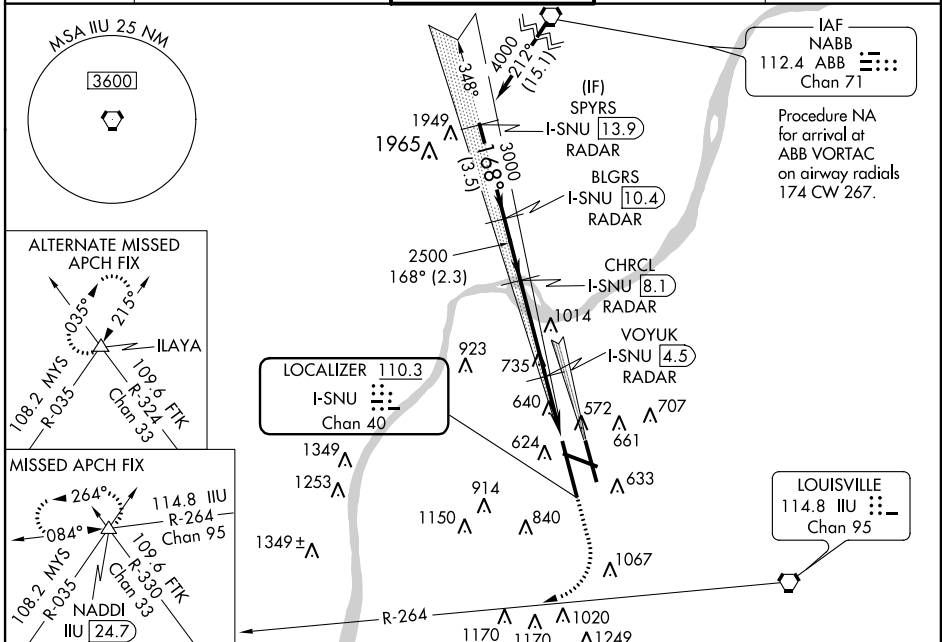 MSA IIU 25 NM
3600
4000
212°
(15.1)
348°
IAF
NABB
112.4 ABB
Chan 71
Procedure NA
for arrival at
ABB VORTAC
on airway radials
174 CW 267.
(IF)
SPYRS
I-SNU 13.9
RADAR
1949
1965
3000
168°
(3.5)
BLGRS
I-SNU 10.4
RADAR
2500
168° (2.3)
CHRCL
I-SNU 8.1
RADAR
1014
VOYUK
I-SNU 4.5
RADAR
923
735
640
572
707
661
624
633
ALTERNATE MISSED
APCH FIX
035°
215°
ILAYA
108.2 MYS
R-035
109.6 FTK
R-324
Chan 33
LOCALIZER 110.3
I-SNU
Chan 40
1349
1253
914
1150
840
1349 ±
1067
MISSED APCH FIX
264°
084°
114.8 IIU
R-264
Chan 95
108.2 MYS
R-035
109.6 FTK
R-330
Chan 33
NADDI
IIU 24.7
LOUISVILLE
114.8 IIU
Chan 95
R-264
1170
1170
1020
1249